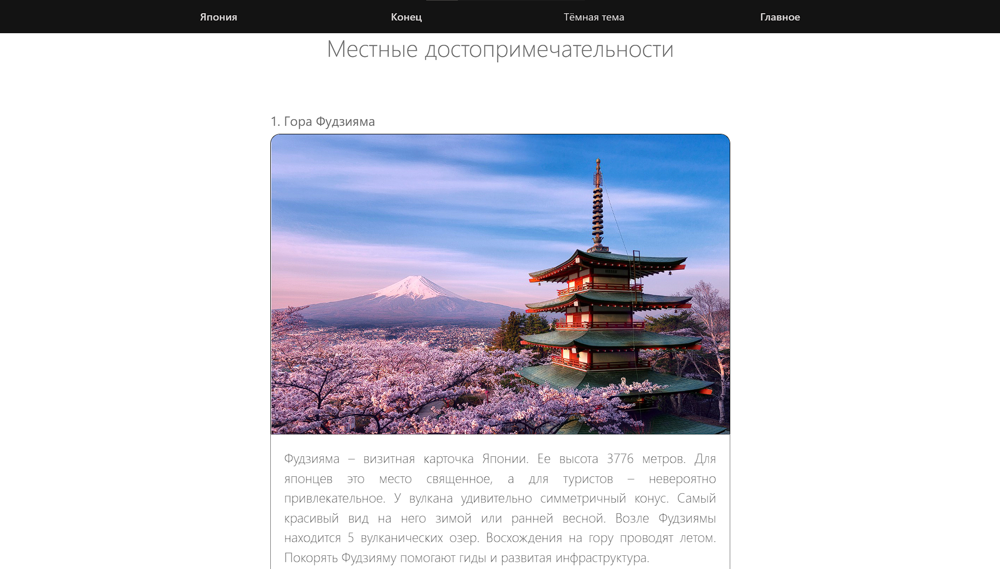 Япония Конец Тёмная тема Главное
Местные достопримечательности
1. Гора Фудзияма
Фудзияма – визитная карточка Японии. Ее высота 3776 метров. Для
японцев это место священное, а для туристов – невероятно
привлекательное. У вулкана удивительно симметричный конус. Самый
красивый вид на него зимой или ранней весной. Возле Фудзиямы
находится 5 вулканических озер. Восхождения на гору проводят летом.
Покорять Фудзияму помогают гиды и развитая инфраструктура.